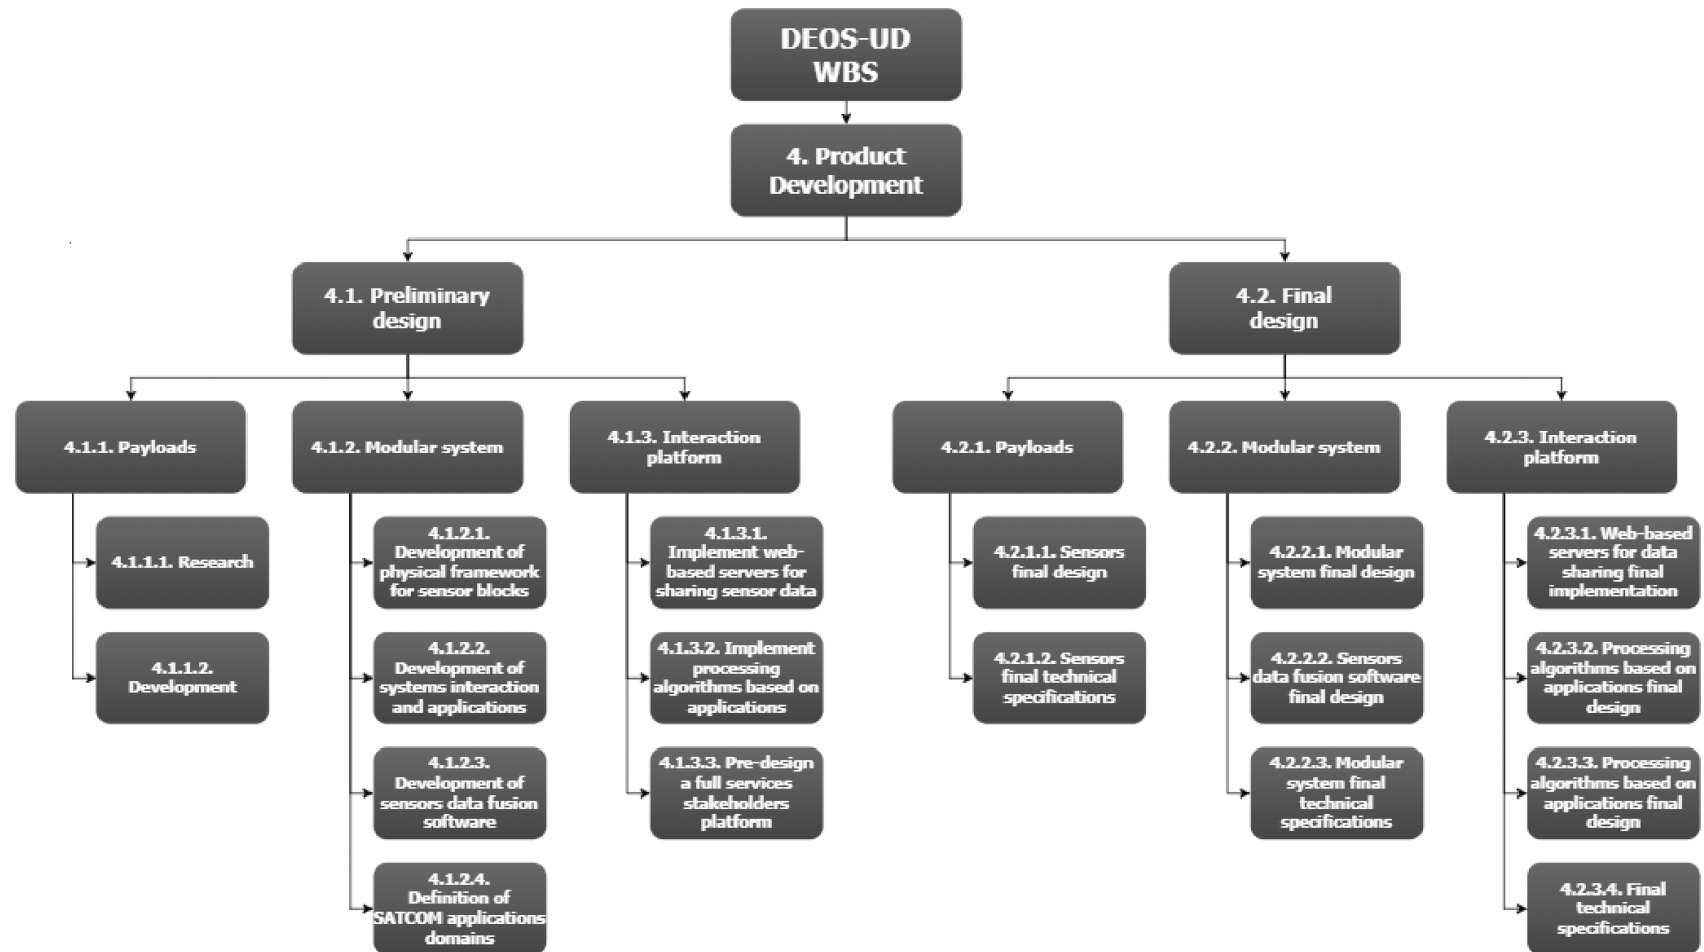 DEOS-UD
WBS
4. Product
Development
4.1. Preliminary
design
4.2. Final
design
4.1.1. Payloads
4.1.2. Modular system
4.1.3. Interaction
platform
4.2.1. Payloads
4.2.2. Modular system
4.2.3. Interaction
platform
4.1.1.1. Research
4.1.1.2.
Development
4.1.2.1.
Development of
physical framework
for sensor blocks
4.1.2.2.
Development of
systems interaction
and applications
4.1.2.3.
Development of
sensors data fusion
software
4.1.2.4.
Definition of
SATCOM applications
domains
4.1.3.1.
Implement web-
based servers for
sharing sensor data
4.1.3.2. Implement
processing
algorithms based on
applications
4.1.3.3. Pre-design
a full services
stakeholders
platform
4.2.1.1. Sensors
final design
4.2.1.2. Sensors
final technical
specifications
4.2.2.1. Modular
system final design
4.2.2.2. Sensors
data fusion software
final design
4.2.2.3. Modular
system final
technical
specifications
4.2.3.1. Web-based
servers for data
sharing final
implementation
4.2.3.2. Processing
algorithms based on
applications final
design
4.2.3.3. Processing
algorithms based on
applications final
design
4.2.3.4. Final
technical
specifications